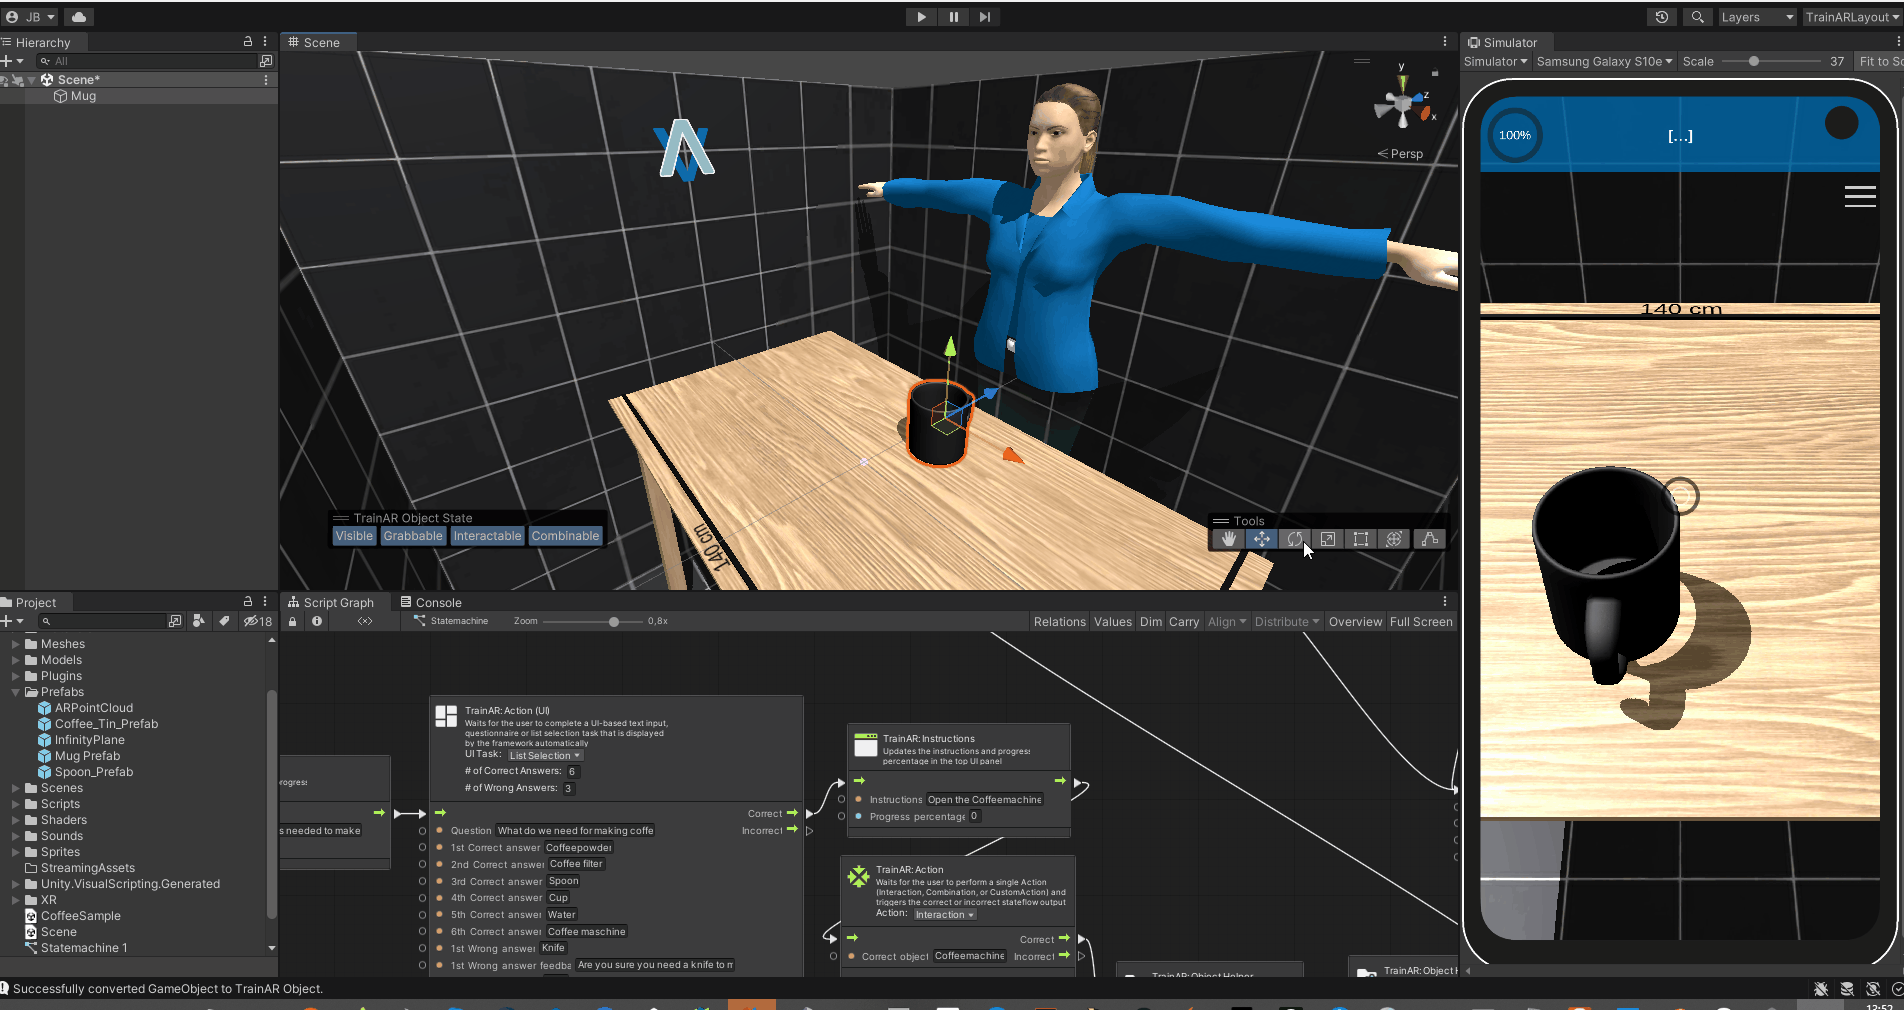 JB
Layers
TrainARLayout
Hierarchy
All
Scene*
Mug
Scene
y
z
x
Persp
TrainAR Object State
Visible
Grabbable
Interactable
Combinable
140 cm
Tools
Simulator
Simulator
Samsung Galaxy S10e
Scale
37
Fit to Sc
100%
[...]
140 cm
Project
18
Meshes
Models
Plugins
Prefabs
ARPointCloud
Coffee_Tin_Prefab
InfinityPlane
Mug Prefab
Spoon_Prefab
Scenes
Scripts
Shaders
Sounds
Sprites
StreamingAssets
Unity.VisualScripting.Generated
XR
CoffeeSample
Scene
Statemachine 1
Script Graph
Console
<x>
Statemachine
Zoom
0,8x
Relations
Values
Dim
Carry
Align
Distribute
Overview
Full Screen
rogress
s needed to make
TrainAR: Action (UI)
Waits for the user to complete a UI-based text input,
questionnaire or list selection task that is displayed
by the framework automatically
UI Task: List Selection
# of Correct Answers: 6
# of Wrong Answers: 3
Correct
Incorrect
Question What do we need for making coffe
1st Correct answer Coffeepowder
2nd Correct answer Coffee filter
3rd Correct answer Spoon
4th Correct answer Cup
5th Correct answer Water
6th Correct answer Coffee maschine
1st Wrong answer Knife
1st Wrong answer feedba Are you sure you need a knife to m
TrainAR: Instructions
Updates the instructions and progress
percentage in the top UI panel
Instructions Open the Coffeemachine
Progress percentage 0
TrainAR: Action
Waits for the user to perform a single Action
(Interaction, Combination, or CustomAction) and
triggers the correct or incorrect stateflow output
Action: Interaction
Correct
Correct object Coffeemachine Incorrect
TrainAR: Object Helper
TrainAR: Object H
Successfully converted GameObject to TrainAR Object.
12:52